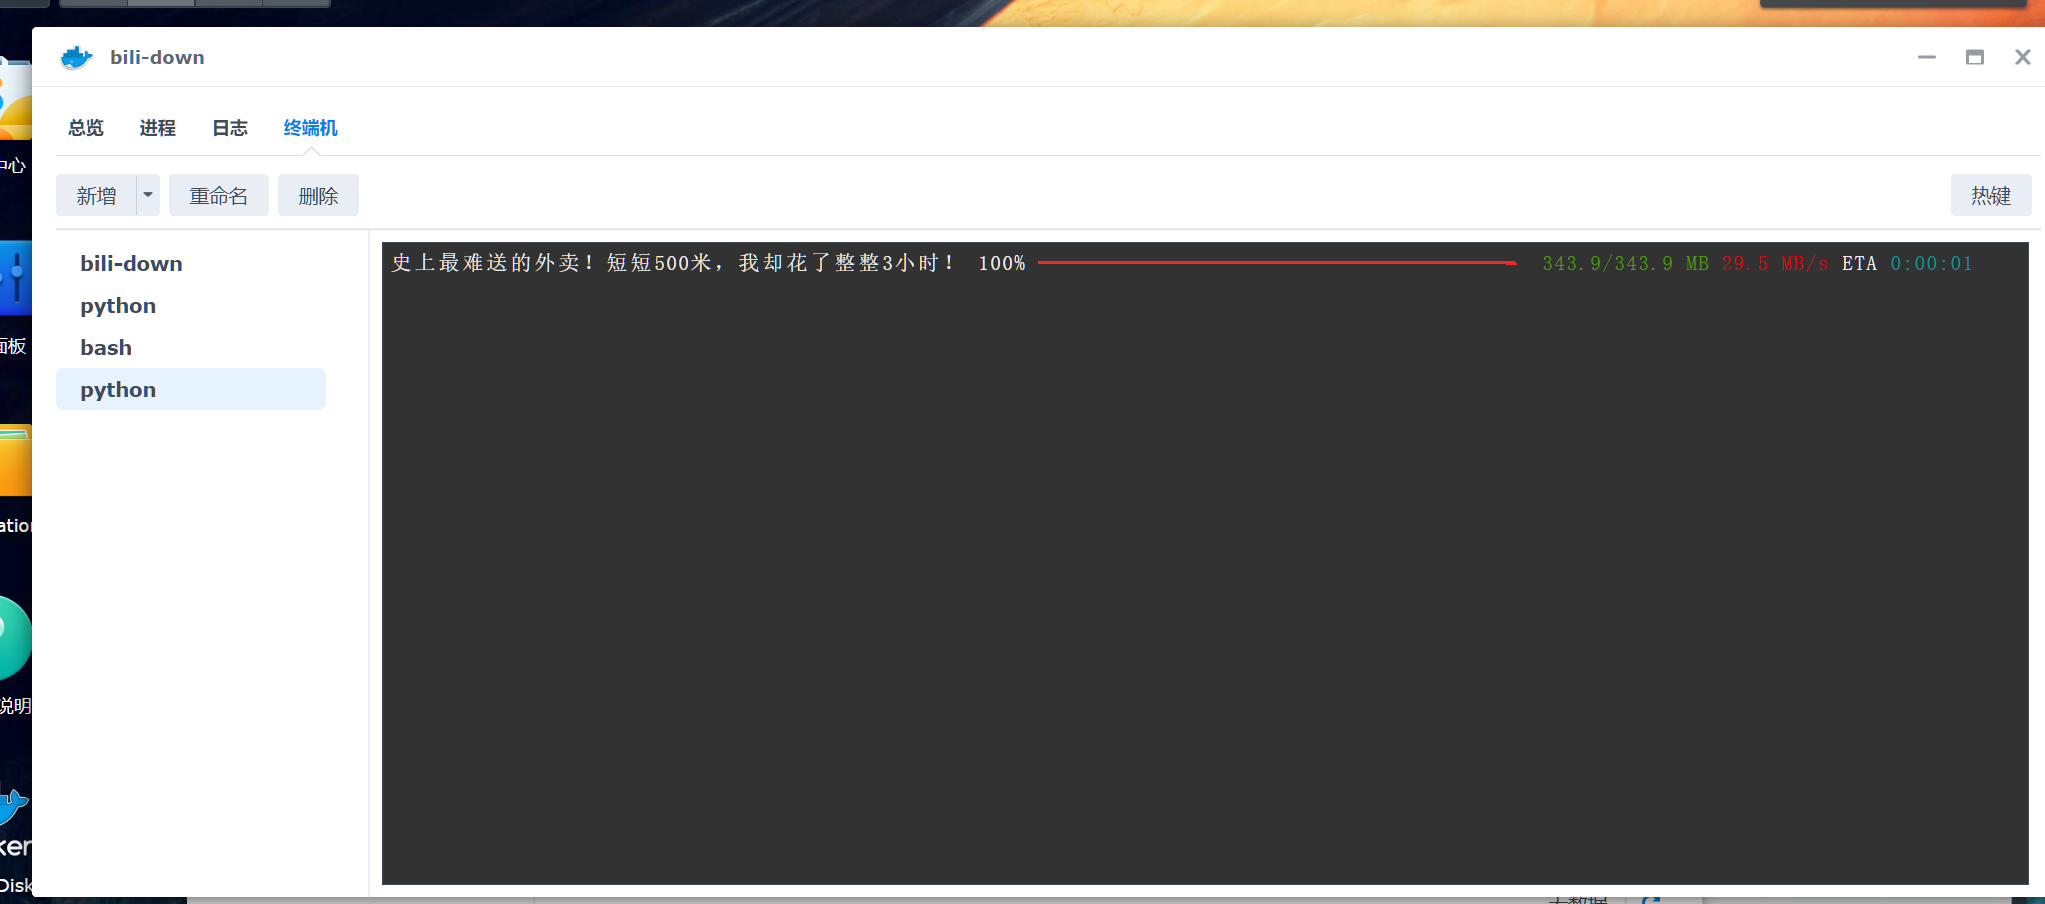 bili-down
总览 进程 日志 终端机
新增 重命名 删除 热键
bili-down
python
bash
python
史上最难送的外卖！短短500米，我却花了整整3小时！ 100% 343.9/343.9 MB 29.5 MB/s ETA 0:00:01
中心
面板
说明
Disk